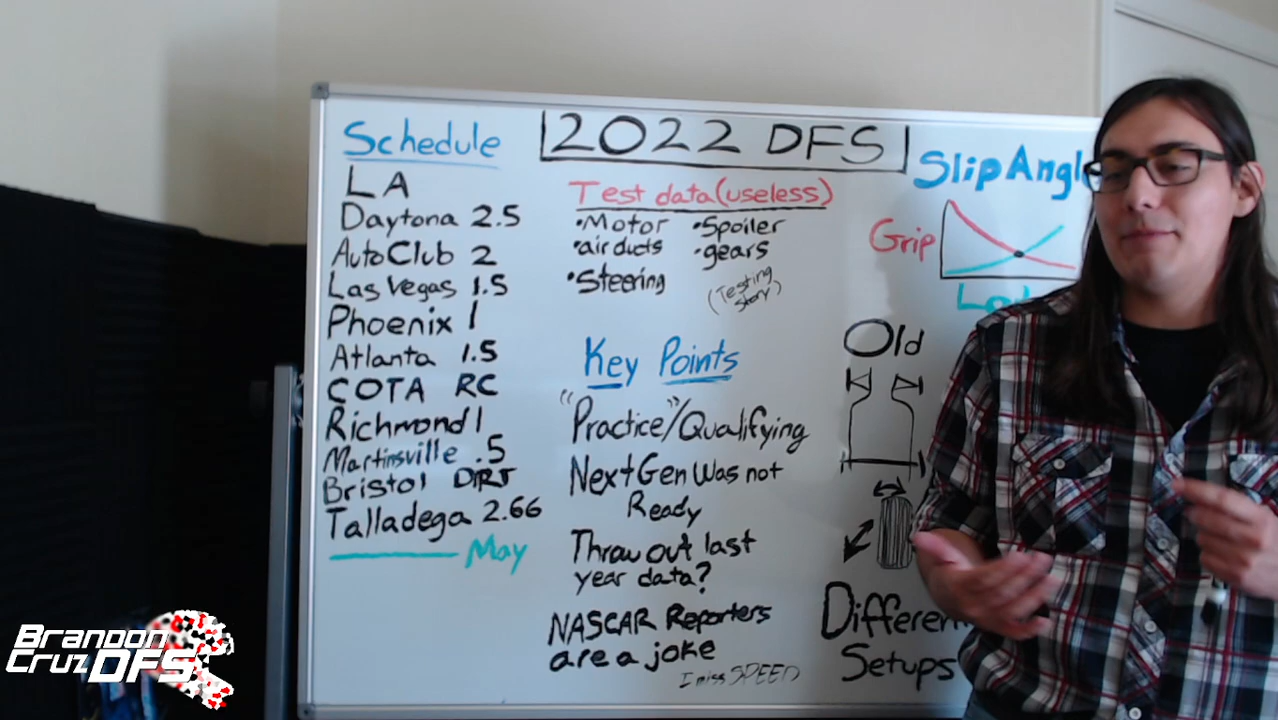 2022 DFS
Schedule
LA
Daytona 2.5
AutoClub 2
Las Vegas 1.5
Phoenix 1
Atlanta 1.5
COTA RC
Richmond 1
Martinsville .5
Bristol DIRT
Talladega 2.66
May
Test data (useless)
•Motor •Spoiler
•air ducts •gears
•Steering
(Testing story)
Key Points
"Practice"/Qualifying
NextGen Was not
Ready
Throw out last
year data?
NASCAR Reporters
are a joke
I miss SPEED
Slip Angle
Grip
Old
Different
Setups
Brandon
Cruz DFS